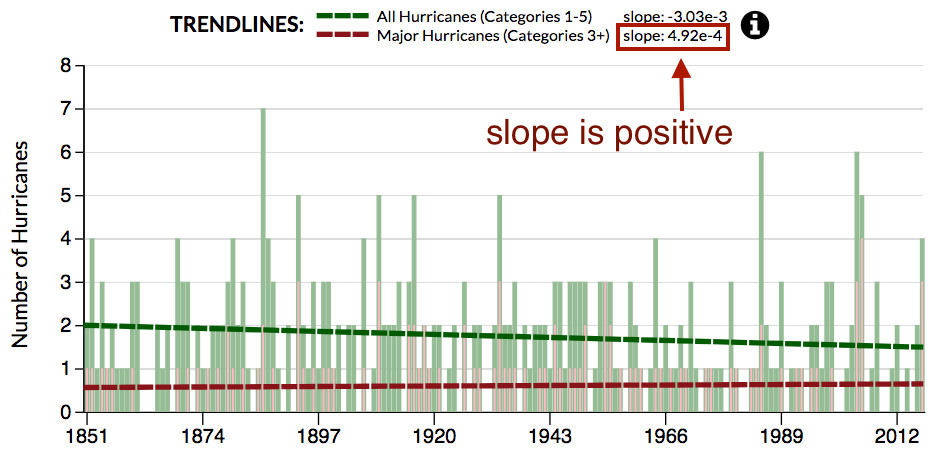 TRENDLINES: All Hurricanes (Categories 1-5) slope: -3.03e-3
Major Hurricanes (Categories 3+) slope: 4.92e-4
i
slope is positive
Number of Hurricanes
8
7
6
5
4
3
2
1
0
1851 1874 1897 1920 1943 1966 1989 2012